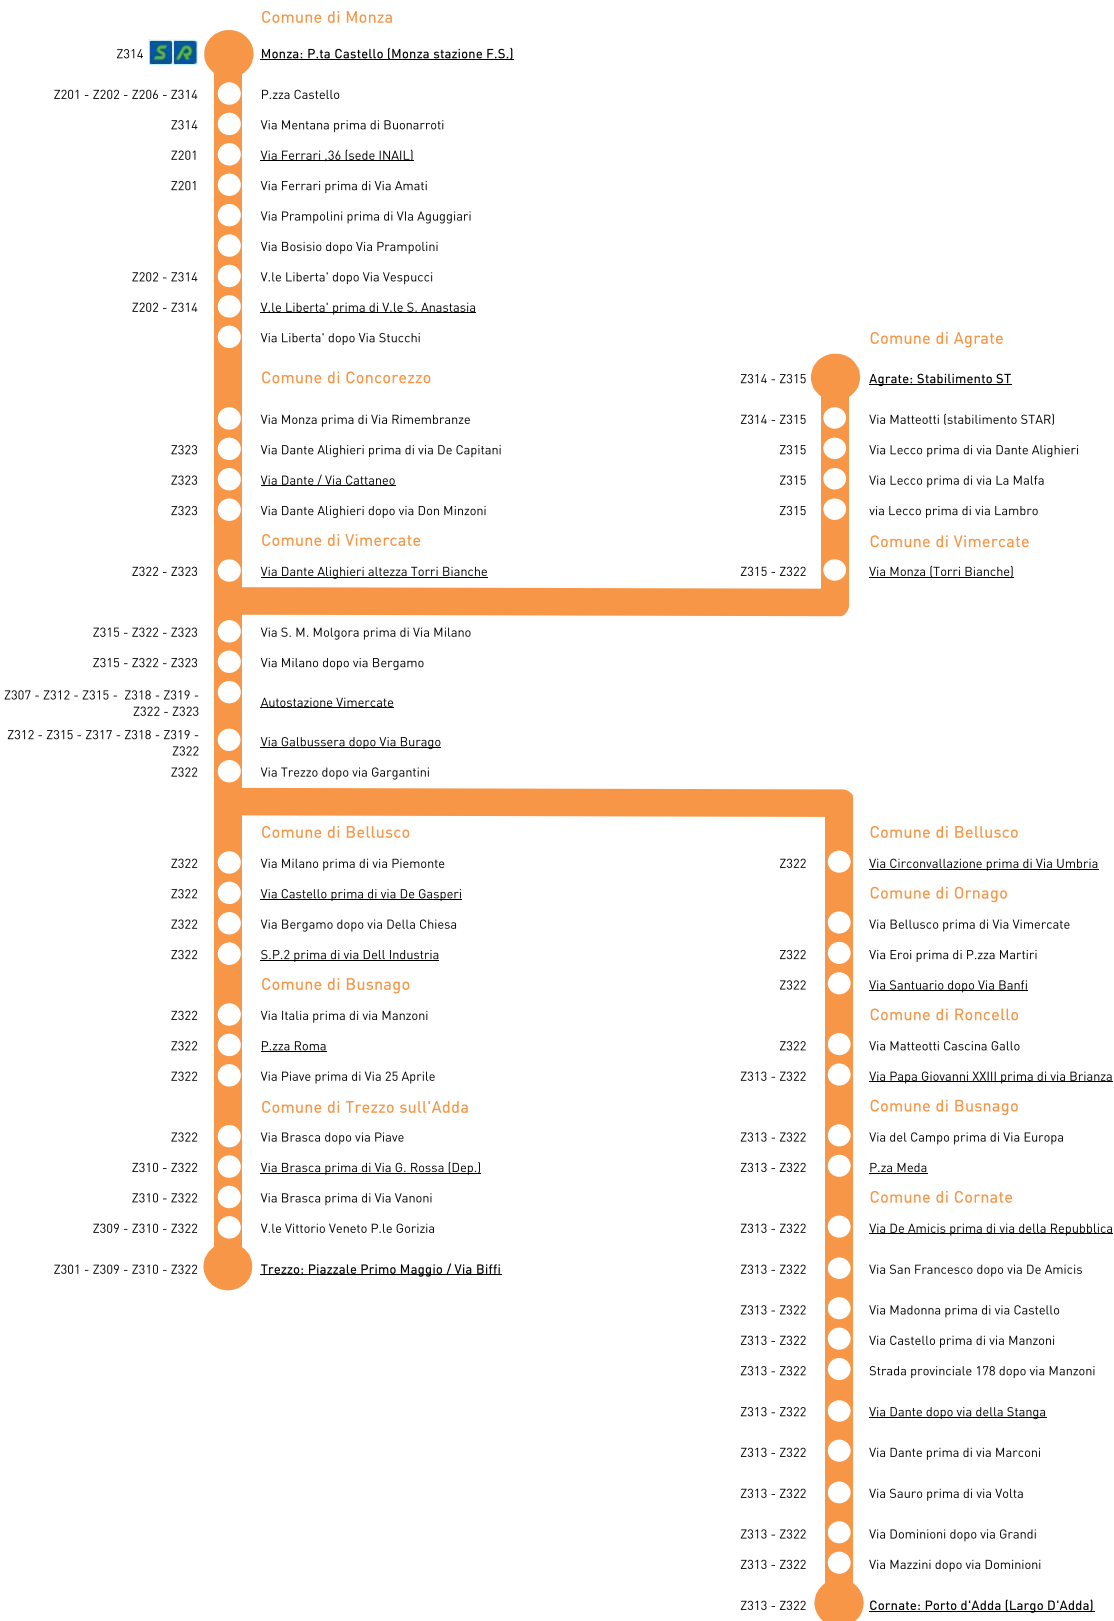 Comune di Monza
Z314 S R Monza: P.ta Castello (Monza stazione F.S.)
Z201 - Z202 - Z206 - Z314 P.zza Castello
Z314 Via Mentana prima di Buonarroti
Z201 Via Ferrari ,36 (sede INAIL)
Z201 Via Ferrari prima di Via Amati
Via Prampolini prima di VIa Aguggiari
Via Bosisio dopo Via Prampolini
Z202 - Z314 V.le Liberta' dopo Via Vespucci
Z202 - Z314 V.le Liberta' prima di V.le S. Anastasia
Via Liberta' dopo Via Stucchi
Comune di Concorezzo
Via Monza prima di Via Rimembranze
Z323 Via Dante Alighieri prima di via De Capitani
Z323 Via Dante / Via Cattaneo
Z323 Via Dante Alighieri dopo via Don Minzoni
Comune di Vimercate
Z322 - Z323 Via Dante Alighieri altezza Torri Bianche
Comune di Agrate
Z314 - Z315 Agrate: Stabilimento ST
Z314 - Z315 Via Matteotti (stabilimento STAR)
Z315 Via Lecco prima di via Dante Alighieri
Z315 Via Lecco prima di via La Malfa
Z315 via Lecco prima di via Lambro
Comune di Vimercate
Z315 - Z322 Via Monza (Torri Bianche)
Z315 - Z322 - Z323 Via S. M. Molgora prima di Via Milano
Z315 - Z322 - Z323 Via Milano dopo via Bergamo
Z307 - Z312 - Z315 - Z318 - Z319 -
Z322 - Z323
Autostazione Vimercate
Z312 - Z315 - Z317 - Z318 - Z319 -
Z322
Via Galbussera dopo Via Burago
Z322 Via Trezzo dopo via Gargantini
Comune di Bellusco
Z322 Via Milano prima di via Piemonte
Z322 Via Castello prima di via De Gasperi
Z322 Via Bergamo dopo via Della Chiesa
Z322 S.P.2 prima di via Dell Industria
Comune di Busnago
Z322 Via Italia prima di via Manzoni
Z322 P.zza Roma
Z322 Via Piave prima di Via 25 Aprile
Comune di Trezzo sull'Adda
Z322 Via Brasca dopo via Piave
Z310 - Z322 Via Brasca prima di Via G. Rossa (Dep.)
Z310 - Z322 Via Brasca prima di Via Vanoni
Z309 - Z310 - Z322 V.le Vittorio Veneto P.le Gorizia
Z301 - Z309 - Z310 - Z322 Trezzo: Piazzale Primo Maggio / Via Biffi
Comune di Bellusco
Z322 Via Circonvallazione prima di Via Umbria
Comune di Ornago
Via Bellusco prima di Via Vimercate
Z322 Via Eroi prima di P.zza Martiri
Z322 Via Santuario dopo Via Banfi
Comune di Roncello
Z322 Via Matteotti Cascina Gallo
Z313 - Z322 Via Papa Giovanni XXIII prima di via Brianza
Comune di Busnago
Z313 - Z322 Via del Campo prima di Via Europa
Z313 - Z322 P.za Meda
Comune di Cornate
Z313 - Z322 Via De Amicis prima di via della Repubblica
Z313 - Z322 Via San Francesco dopo via De Amicis
Z313 - Z322 Via Madonna prima di via Castello
Z313 - Z322 Via Castello prima di via Manzoni
Z313 - Z322 Strada provinciale 178 dopo via Manzoni
Z313 - Z322 Via Dante dopo via della Stanga
Z313 - Z322 Via Dante prima di via Marconi
Z313 - Z322 Via Sauro prima di via Volta
Z313 - Z322 Via Dominioni dopo via Grandi
Z313 - Z322 Via Mazzini dopo via Dominioni
Z313 - Z322 Cornate: Porto d'Adda (Largo D'Adda)